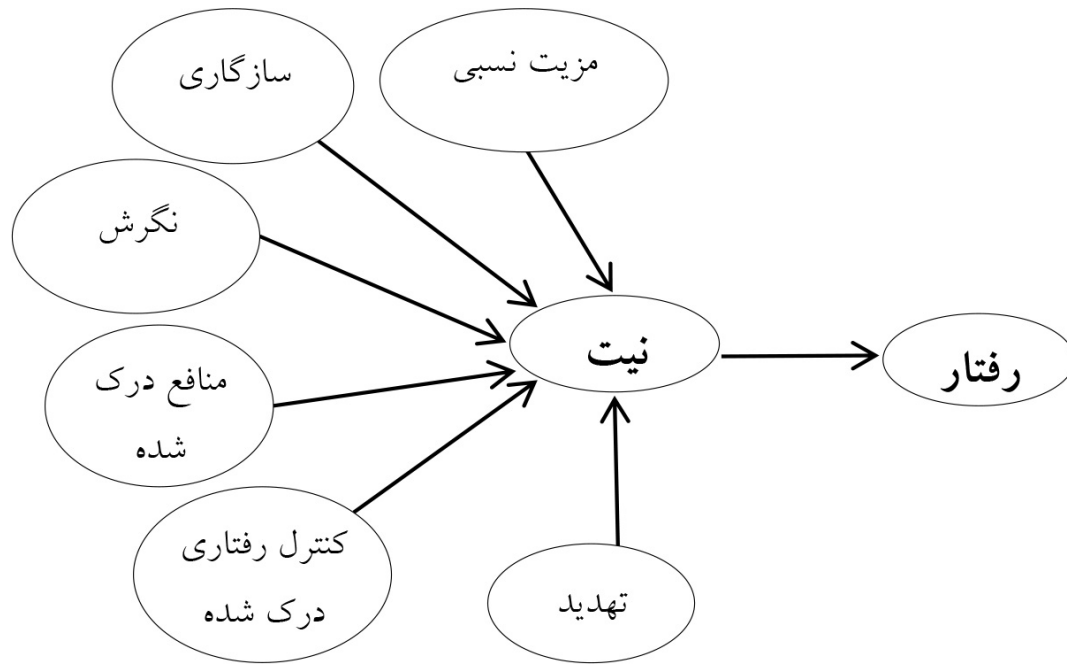 مزیت نسبی
سازگاری
نگرش
منافع درک
شده
کنترل رفتاری
درک شده
تهدید
نیت
رفتار